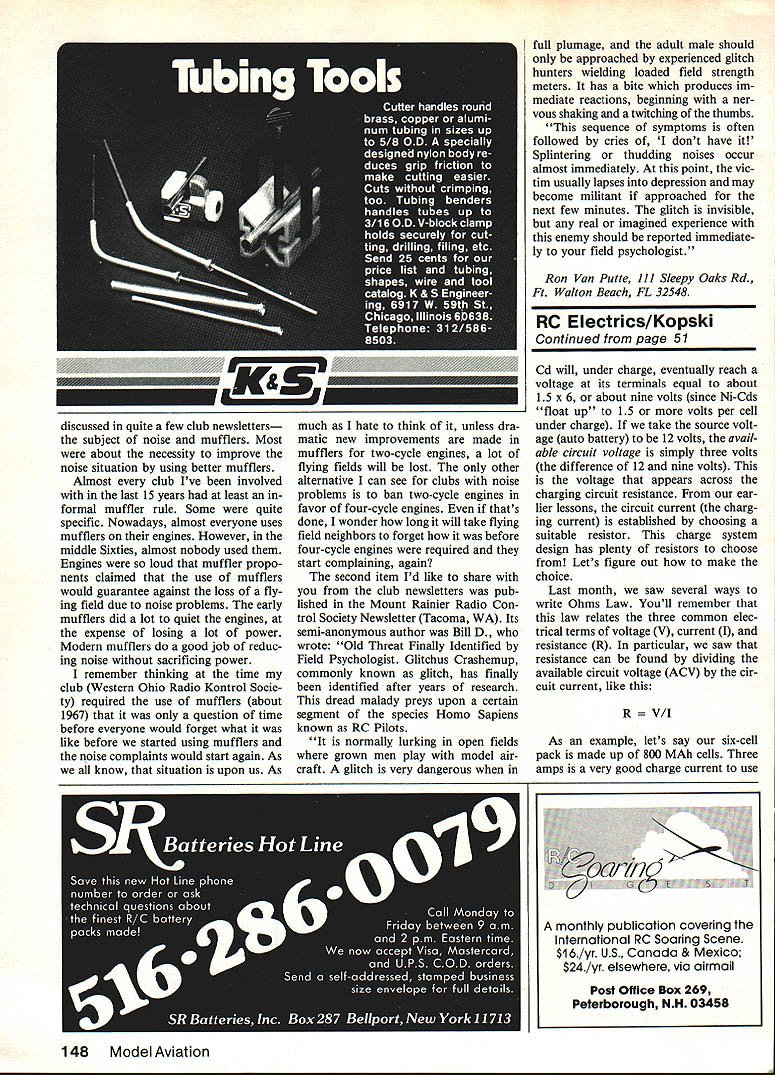 Tubing Tools
Cutter handles round
brass, copper or alumi-
num tubing in sizes up
to 5/8 O.D. A specially
designed nylon body re-
duces grip friction to
make cutting easier.
Cuts without crimping,
too. Tubing benders
handles tubes up to
3/16 O.D. V-block clamp
holds securely for cut-
ting, drilling, filing, etc.
Send 25 cents for our
price list and tubing,
shapes, wire and tool
catalog. K & S Engineer-
ing, 6917 W. 59th St.,
Chicago, Illinois 60638.
Telephone: 312/586-
8503.
K&S
K&S
discussed in quite a few club newsletters—
the subject of noise and mufflers. Most
were about the necessity to improve the
noise situation by using better mufflers.
Almost every club I've been involved
with in the last 15 years had at least an in-
formal muffler rule. Some were quite
specific. Nowadays, almost everyone uses
mufflers on their engines. However, in the
middle Sixties, almost nobody used them.
Engines were so loud that muffler propo-
nents claimed that the use of mufflers
would guarantee against the loss of a fly-
ing field due to noise problems. The early
mufflers did a lot to quiet the engines, at
the expense of losing a lot of power.
Modern mufflers do a good job of reduc-
ing noise without sacrificing power.
I remember thinking at the time my
club (Western Ohio Radio Kontrol Socie-
ty) required the use of mufflers (about
1967) that it was only a question of time
before everyone would forget what it was
like before we started using mufflers and
the noise complaints would start again. As
we all know, that situation is upon us. As
much as I hate to think of it, unless dra-
matic new improvements are made in
mufflers for two-cycle engines, a lot of
flying fields will be lost. The only other
alternative I can see for clubs with noise
problems is to ban two-cycle engines in
favor of four-cycle engines. Even if that's
done, I wonder how long it will take flying
field neighbors to forget how it was before
four-cycle engines were required and they
start complaining, again?
The second item I'd like to share with
you from the club newsletters was pub-
lished in the Mount Rainier Radio Con-
trol Society Newsletter (Tacoma, WA). Its
semi-anonymous author was Bill D., who
wrote: "Old Threat Finally Identified by
Field Psychologist. Glitchus Crashemup,
commonly known as glitch, has finally
been identified after years of research.
This dread malady preys upon a certain
segment of the species Homo Sapiens
known as RC Pilots.
"It is normally lurking in open fields
where grown men play with model air-
craft. A glitch is very dangerous when in
full plumage, and the adult male should
only be approached by experienced glitch
hunters wielding loaded field strength
meters. It has a bite which produces im-
mediate reactions, beginning with a ner-
vous shaking and a twitching of the thumbs.
"This sequence of symptoms is often
followed by cries of, 'I don't have it!'
Splintering or thudding noises occur
almost immediately. At this point, the vic-
tim usually lapses into depression and may
become militant if approached for the
next few minutes. The glitch is invisible,
but any real or imagined experience with
this enemy should be reported immediate-
ly to your field psychologist."
Ron Van Putte, 111 Sleepy Oaks Rd.,
Ft. Walton Beach, FL 32548.
RC Electrics/Kopski
Continued from page 51
Cd will, under charge, eventually reach a
voltage at its terminals equal to about
1.5 x 6, or about nine volts (since Ni-Cds
"float up" to 1.5 or more volts per cell
under charge). If we take the source volt-
age (auto battery) to be 12 volts, the avail-
able circuit voltage is simply three volts
(the difference of 12 and nine volts). This
is the voltage that appears across the
charging circuit resistance. From our ear-
lier lessons, the circuit current (the charg-
ing current) is established by choosing a
suitable resistor. This charge system
design has plenty of resistors to choose
from! Let's figure out how to make the
choice.
Last month, we saw several ways to
write Ohms Law. You'll remember that
this law relates the three common elec-
trical terms of voltage (V), current (I), and
resistance (R). In particular, we saw that
resistance can be found by dividing the
available circuit voltage (ACV) by the cir-
cuit current, like this:
R = V/I
As an example, let's say our six-cell
pack is made up of 800 MAh cells. Three
amps is a very good charge current to use
SR Batteries Hot Line
Save this new Hot Line phone
number to order or ask
technical questions about
the finest R/C battery
packs made!
516·286·0079
Call Monday to
Friday between 9 a.m.
and 2 p.m. Eastern time.
We now accept Visa, Mastercard,
and U.P.S. C.O.D. orders.
Send a self-addressed, stamped business
size envelope for full details.
SR Batteries, Inc. Box 287 Bellport, New York 11713
R/C Soaring
DIGEST
A monthly publication covering the
International RC Soaring Scene.
$16./yr. U.S., Canada & Mexico;
$24./yr. elsewhere, via airmail
Post Office Box 269,
Peterborough, N.H. 03458
148 Model Aviation